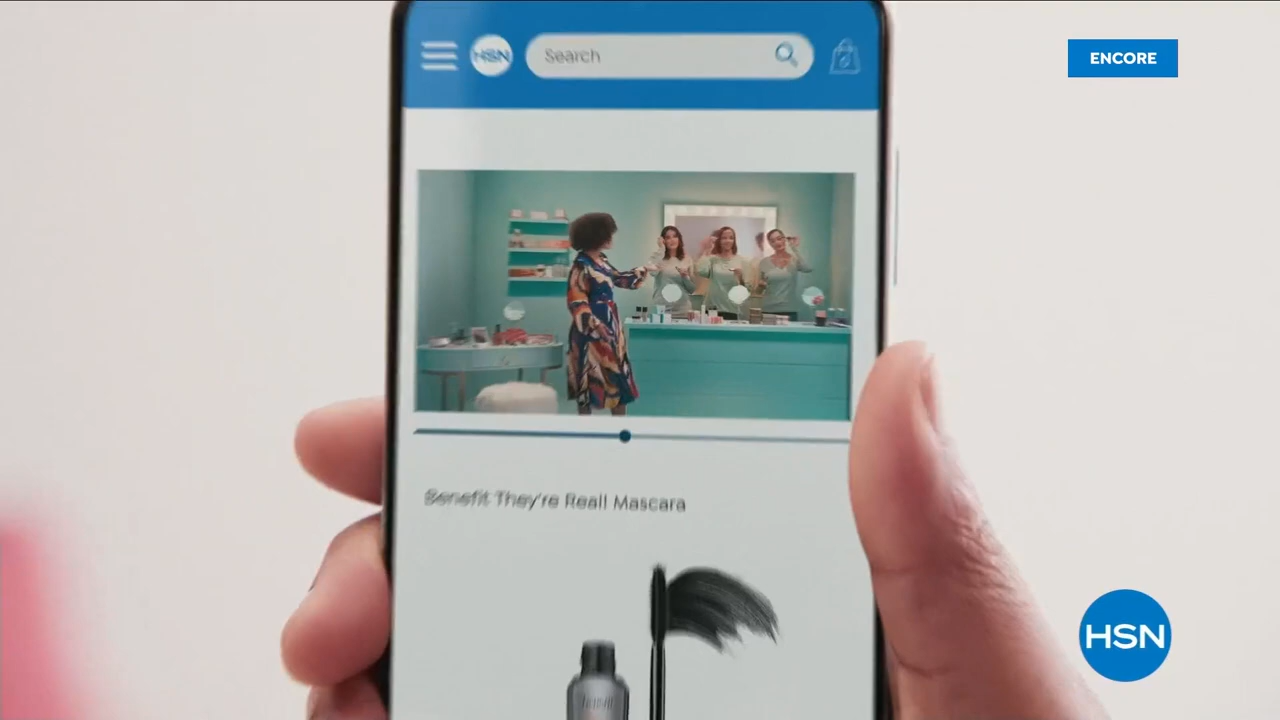 HSN
Search
ENCORE
Benefit They're Real! Mascara
HSN